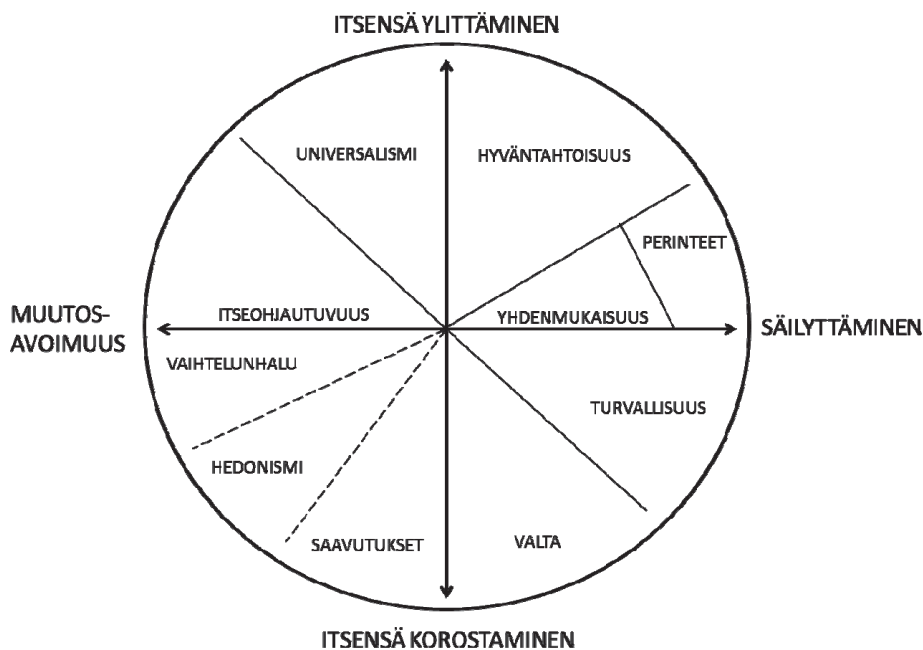 ITSENSÄ YLITTÄMINEN
UNIVERSALISMI
HYVÄNTAHTOISUUS
PERINTEET
MUUTOS-
AVOIMUUS
ITSEOHJAUTUVUUS
YHDENMUKAISUUS
SÄILYTTÄMINEN
VAIHTELUNHALU
TURVALLISUUS
HEDONISMI
SAAVUTUKSET
VALTA
ITSENSÄ KOROSTAMINEN